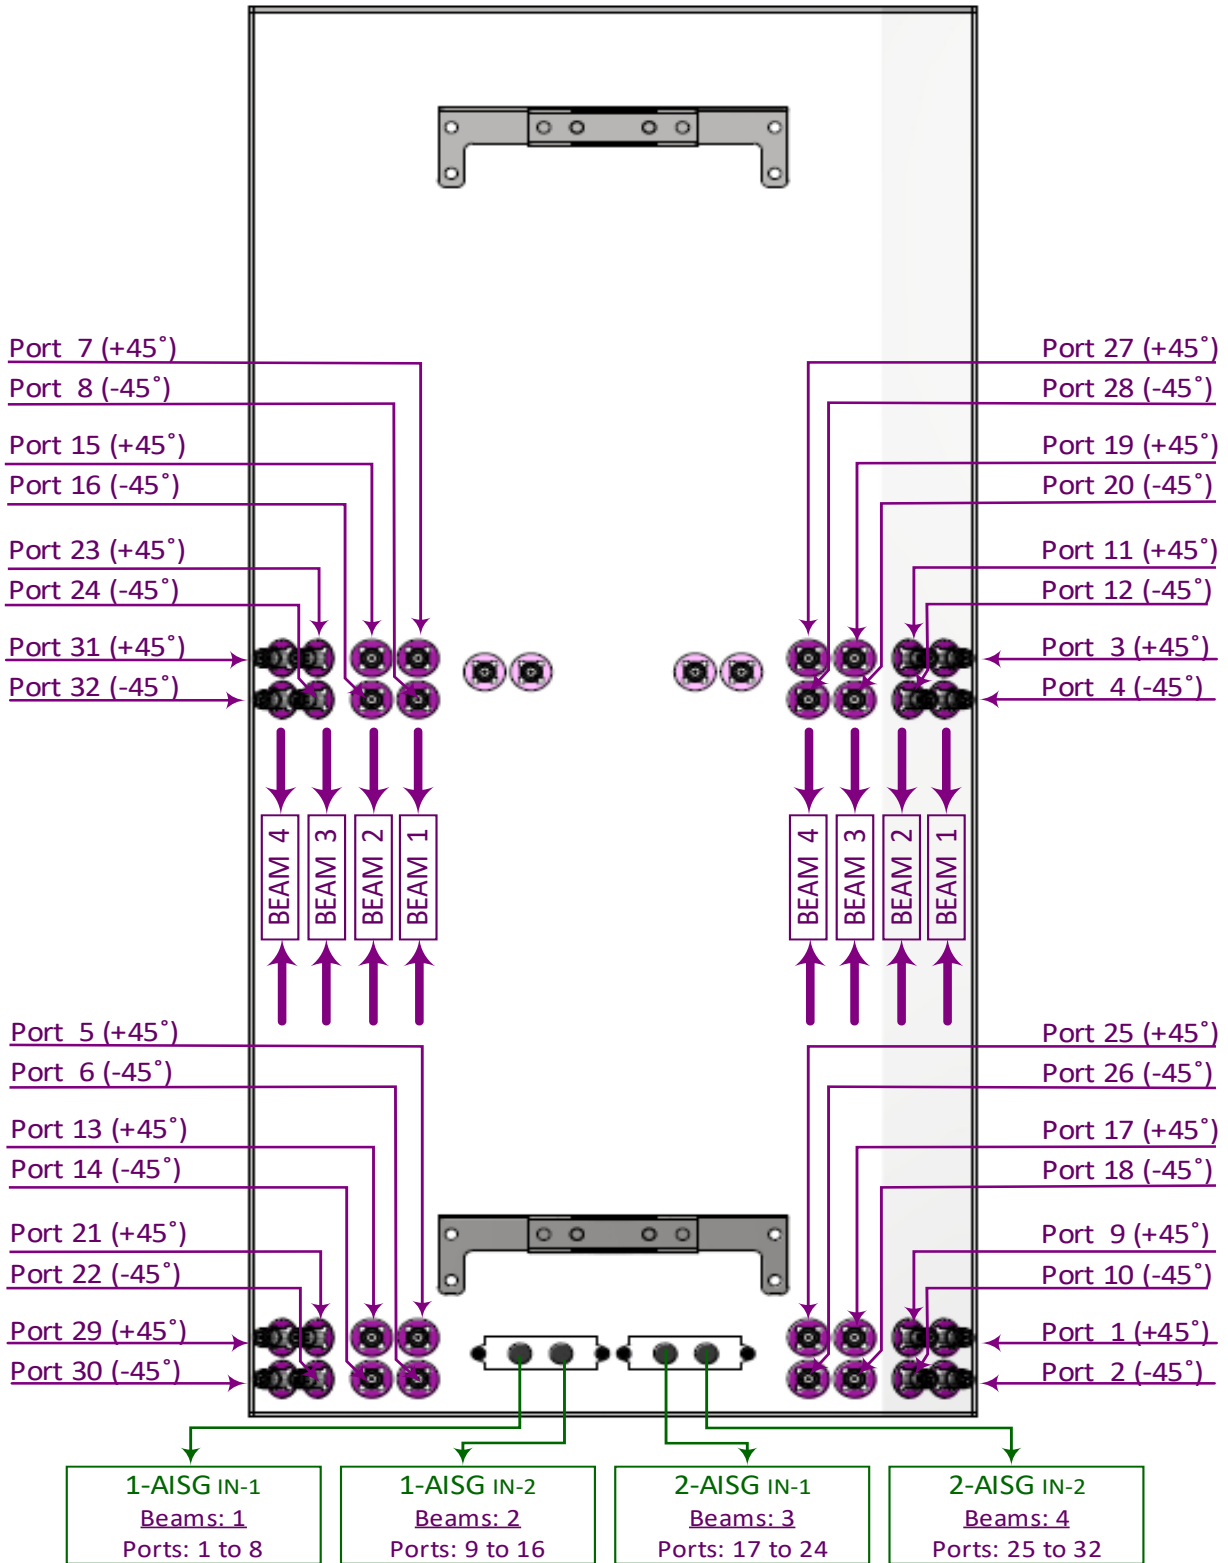 Port 7 (+45°)
Port 8 (-45°)
Port 15 (+45°)
Port 16 (-45°)
Port 23 (+45°)
Port 24 (-45°)
Port 31 (+45°)
Port 32 (-45°)
Port 27 (+45°)
Port 28 (-45°)
Port 19 (+45°)
Port 20 (-45°)
Port 11 (+45°)
Port 12 (-45°)
Port 3 (+45°)
Port 4 (-45°)
BEAM 4
BEAM 3
BEAM 2
BEAM 1
BEAM 4
BEAM 3
BEAM 2
BEAM 1
Port 5 (+45°)
Port 6 (-45°)
Port 13 (+45°)
Port 14 (-45°)
Port 21 (+45°)
Port 22 (-45°)
Port 29 (+45°)
Port 30 (-45°)
Port 25 (+45°)
Port 26 (-45°)
Port 17 (+45°)
Port 18 (-45°)
Port 9 (+45°)
Port 10 (-45°)
Port 1 (+45°)
Port 2 (-45°)
1-AISG IN-1
Beams: 1
Ports: 1 to 8
1-AISG IN-2
Beams: 2
Ports: 9 to 16
2-AISG IN-1
Beams: 3
Ports: 17 to 24
2-AISG IN-2
Beams: 4
Ports: 25 to 32